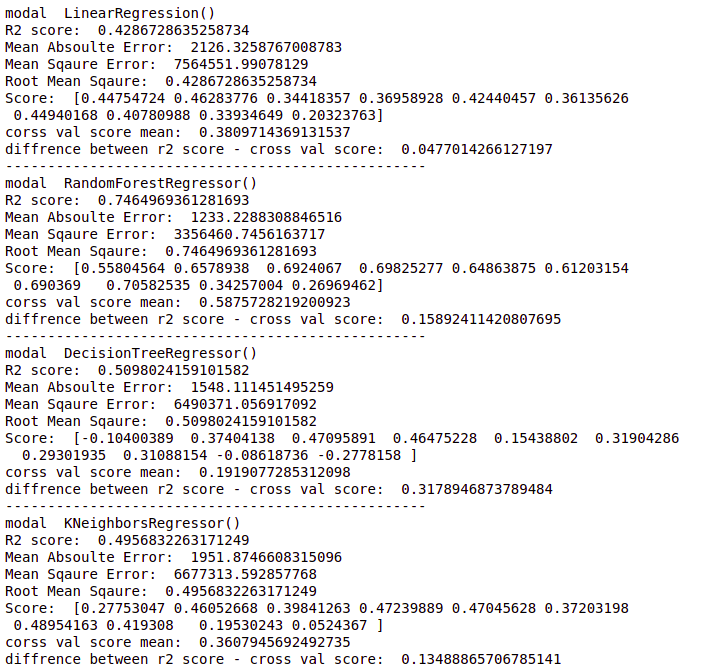 modal  LinearRegression()
R2 score:  0.4286728635258734
Mean Absoulte Error:  2126.3258767008783
Mean Sqaure Error:  7564551.99078129
Root Mean Sqaure:  0.4286728635258734
Score:  [0.44754724 0.46283776 0.34418357 0.36958928 0.42440457 0.36135626
 0.44940168 0.40780988 0.33934649 0.20323763]
corss val score mean:  0.3809714369131537
diffrence between r2 score - cross val score:  0.0477014266127197
--------------------------------------------------
modal  RandomForestRegressor()
R2 score:  0.7464969361281693
Mean Absoulte Error:  1233.2288308846516
Mean Sqaure Error:  3356460.7456163717
Root Mean Sqaure:  0.7464969361281693
Score:  [0.55804564 0.6578938  0.6924067  0.69825277 0.64863875 0.61203154
 0.690369   0.70582535 0.34257004 0.26969462]
corss val score mean:  0.5875728219200923
diffrence between r2 score - cross val score:  0.15892411420807695
--------------------------------------------------
modal  DecisionTreeRegressor()
R2 score:  0.5098024159101582
Mean Absoulte Error:  1548.111451495259
Mean Sqaure Error:  6490371.056917092
Root Mean Sqaure:  0.5098024159101582
Score:  [-0.10400389  0.37404138  0.47095891  0.46475228  0.15438802  0.31904286
  0.29301935  0.31088154 -0.08618736 -0.2778158 ]
corss val score mean:  0.1919077285312098
diffrence between r2 score - cross val score:  0.3178946873789484
--------------------------------------------------
modal  KNeighborsRegressor()
R2 score:  0.4956832263171249
Mean Absoulte Error:  1951.8746608315096
Mean Sqaure Error:  6677313.592857768
Root Mean Sqaure:  0.4956832263171249
Score:  [0.27753047 0.46052668 0.39841263 0.47239889 0.47045628 0.37203198
 0.48954163 0.419308   0.19530243 0.0524367 ]
corss val score mean:  0.3607945692492735
diffrence between r2 score - cross val score:  0.13488865706785141